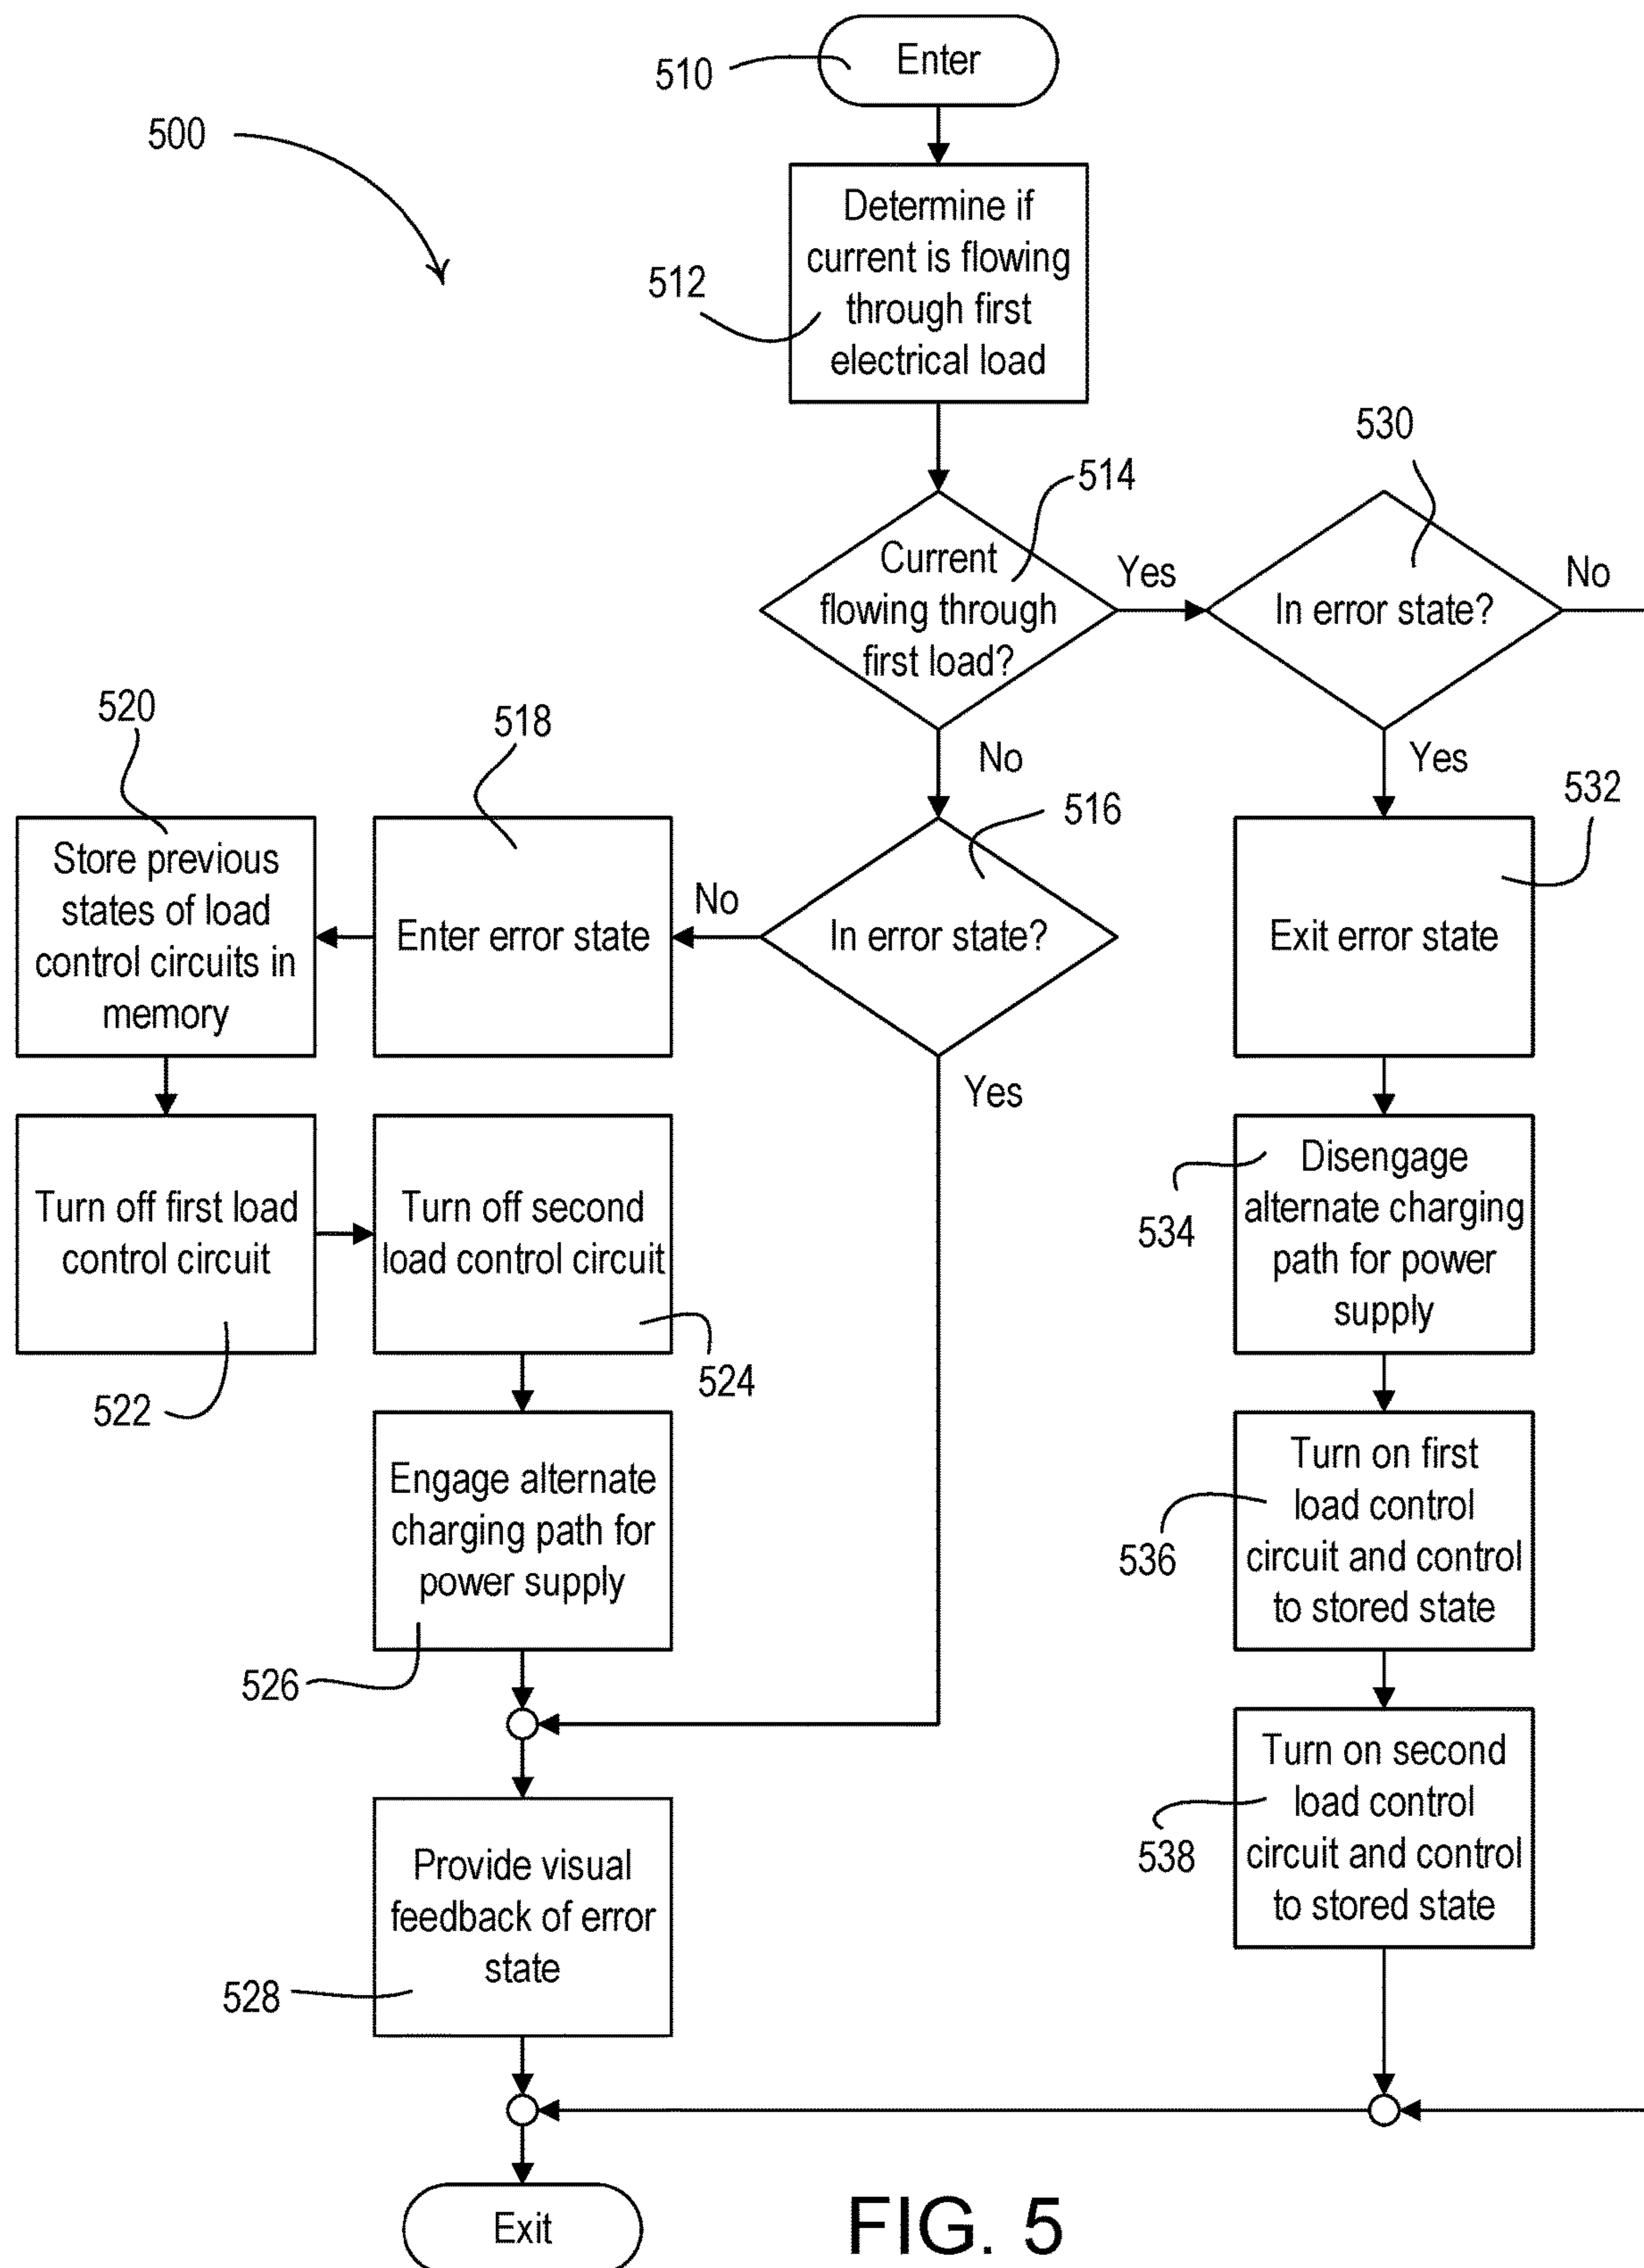 Enter
510
500
Determine if
current is flowing
through first
electrical load
512
530
514
Current
flowing through
first load?
Yes
In error state?
No
520
518
No
Yes
532
516
Store previous
states of load
control circuits in
memory
Enter error state
No
In error state?
Exit error state
Yes
Turn off first load
control circuit
Turn off second
load control circuit
Disengage
alternate charging
path for power
supply
534
524
522
Engage alternate
charging path for
power supply
Turn on first
load control
circuit and control
to stored state
536
526
Turn on second
load control
circuit and control
to stored state
538
Provide visual
feedback of error
state
528
Exit
FIG. 5